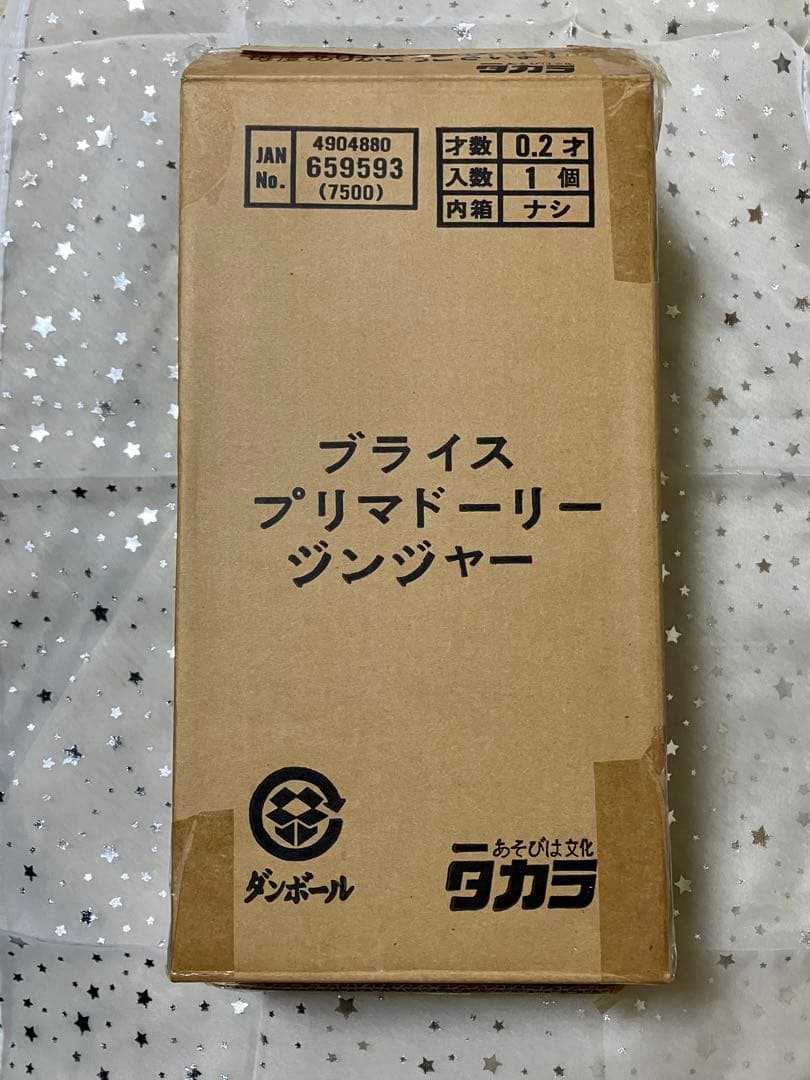 タカラ
JAN No.
4904880
659593
(7500)
才数 0.2才
入数 1個
内箱 ナシ
ブライス
プリマドーリー
ジンジャー
ダンボール
あそびは文化
タカラ